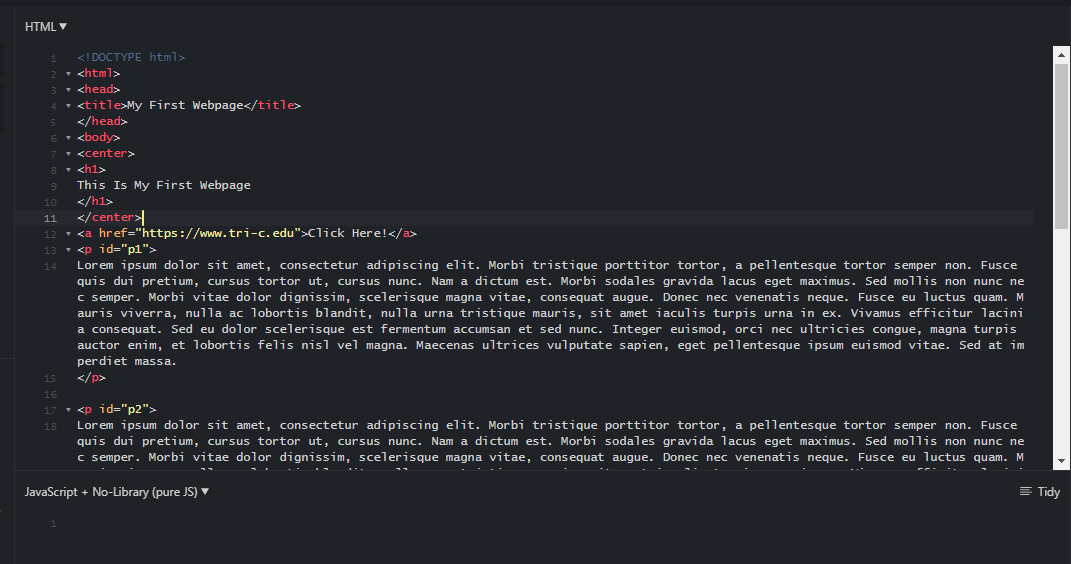 HTML ▼
1 <!DOCTYPE html>
2 ▾ <html>
3 ▾ <head>
4 ▾ <title>My First Webpage</title>
5 </head>
6 ▾ <body>
7 ▾ <center>
8 ▾ <h1>
9 This Is My First Webpage
10 </h1>
11 </center>
12 ▾ <a href="https://www.tri-c.edu">Click Here!</a>
13 ▾ <p id="p1">
14 Lorem ipsum dolor sit amet, consectetur adipiscing elit. Morbi tristique porttitor tortor, a pellentesque tortor semper non. Fusce
quis dui pretium, cursus tortor ut, cursus nunc. Nam a dictum est. Morbi sodales gravida lacus eget maximus. Sed mollis non nunc ne
c semper. Morbi vitae dolor dignissim, scelerisque magna vitae, consequat augue. Donec nec venenatis neque. Fusce eu luctus quam. M
auris viverra, nulla ac lobortis blandit, nulla urna tristique mauris, sit amet iaculis turpis urna in ex. Vivamus efficitur lacini
a consequat. Sed eu dolor scelerisque est fermentum accumsan et sed nunc. Integer euismod, orci nec ultricies congue, magna turpis
auctor enim, et lobortis felis nisl vel magna. Maecenas ultrices vulputate sapien, eget pellentesque ipsum euismod vitae. Sed at im
perdiet massa.
15 </p>
16
17 ▾ <p id="p2">
18 Lorem ipsum dolor sit amet, consectetur adipiscing elit. Morbi tristique porttitor tortor, a pellentesque tortor semper non. Fusce
quis dui pretium, cursus tortor ut, cursus nunc. Nam a dictum est. Morbi sodales gravida lacus eget maximus. Sed mollis non nunc ne
c semper. Morbi vitae dolor dignissim, scelerisque magna vitae, consequat augue. Donec nec venenatis neque. Fusce eu luctus quam. M
JavaScript + No-Library (pure JS) ▼
Tidy
1